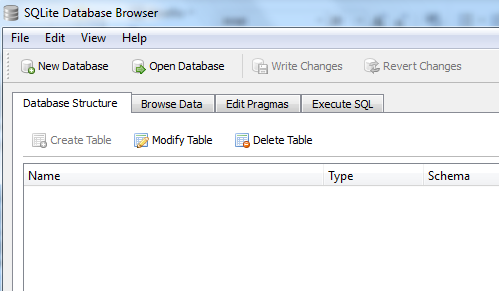 SQLite Database Browser
File Edit View Help
New Database Open Database Write Changes Revert Changes
Database Structure Browse Data Edit Pragmas Execute SQL
Create Table Modify Table Delete Table
Name Type Schema